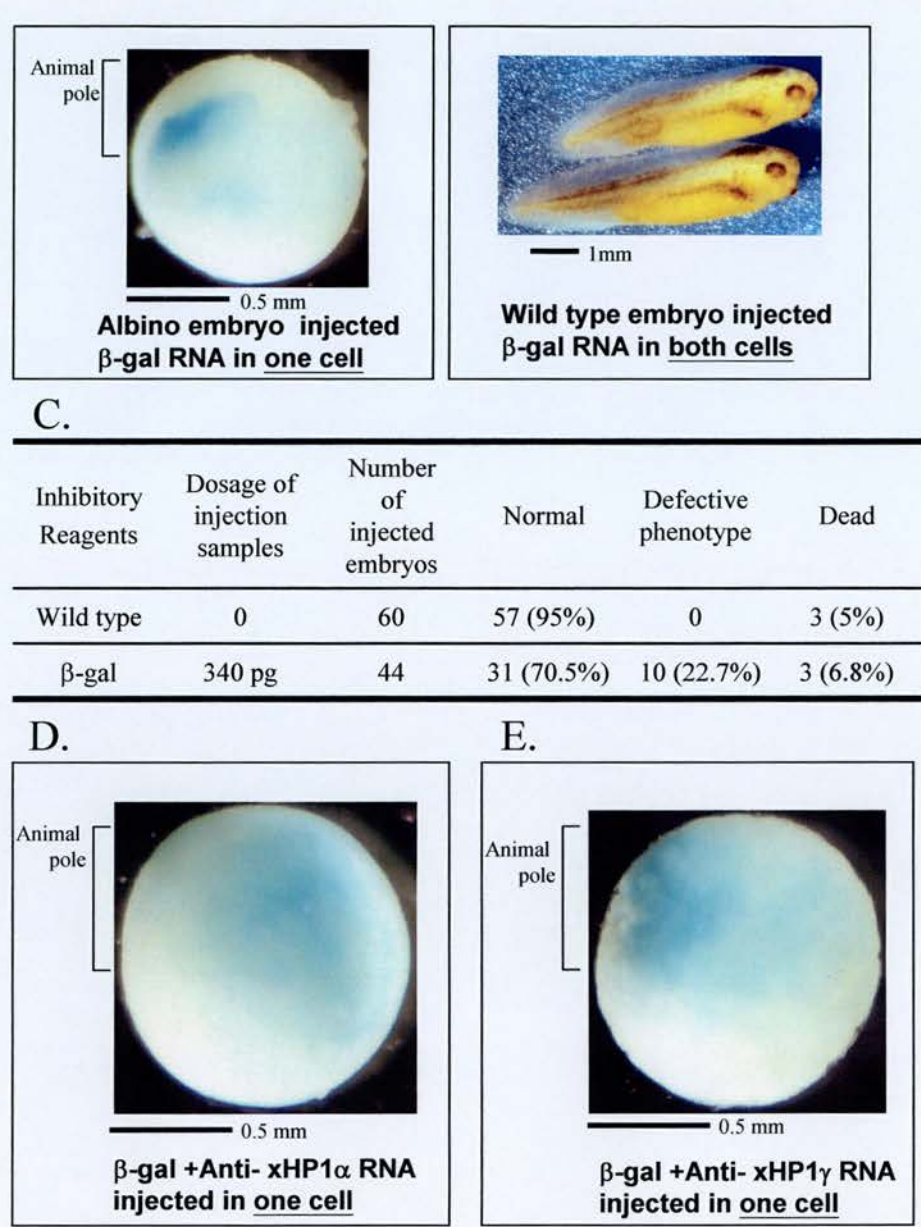 Animal
pole
0.5 mm
Albino embryo injected
β-gal RNA in one cell
1mm
Wild type embryo injected
β-gal RNA in both cells
C.
Inhibitory Reagents Dosage of injection samples Number of injected embryos Normal Defective phenotype Dead
Wild type 0 60 57 (95%) 0 3 (5%)
β-gal 340 pg 44 31 (70.5%) 10 (22.7%) 3 (6.8%)
D.
Animal
pole
0.5 mm
β-gal +Anti- xHP1α RNA
injected in one cell
E.
Animal
pole
0.5 mm
β-gal +Anti- xHP1γ RNA
injected in one cell